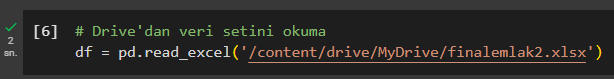 [6] # Drive'dan veri setini okuma
2 df = pd.read_excel('/content/drive/MyDrive/finalemlak2.xlsx')
sn.